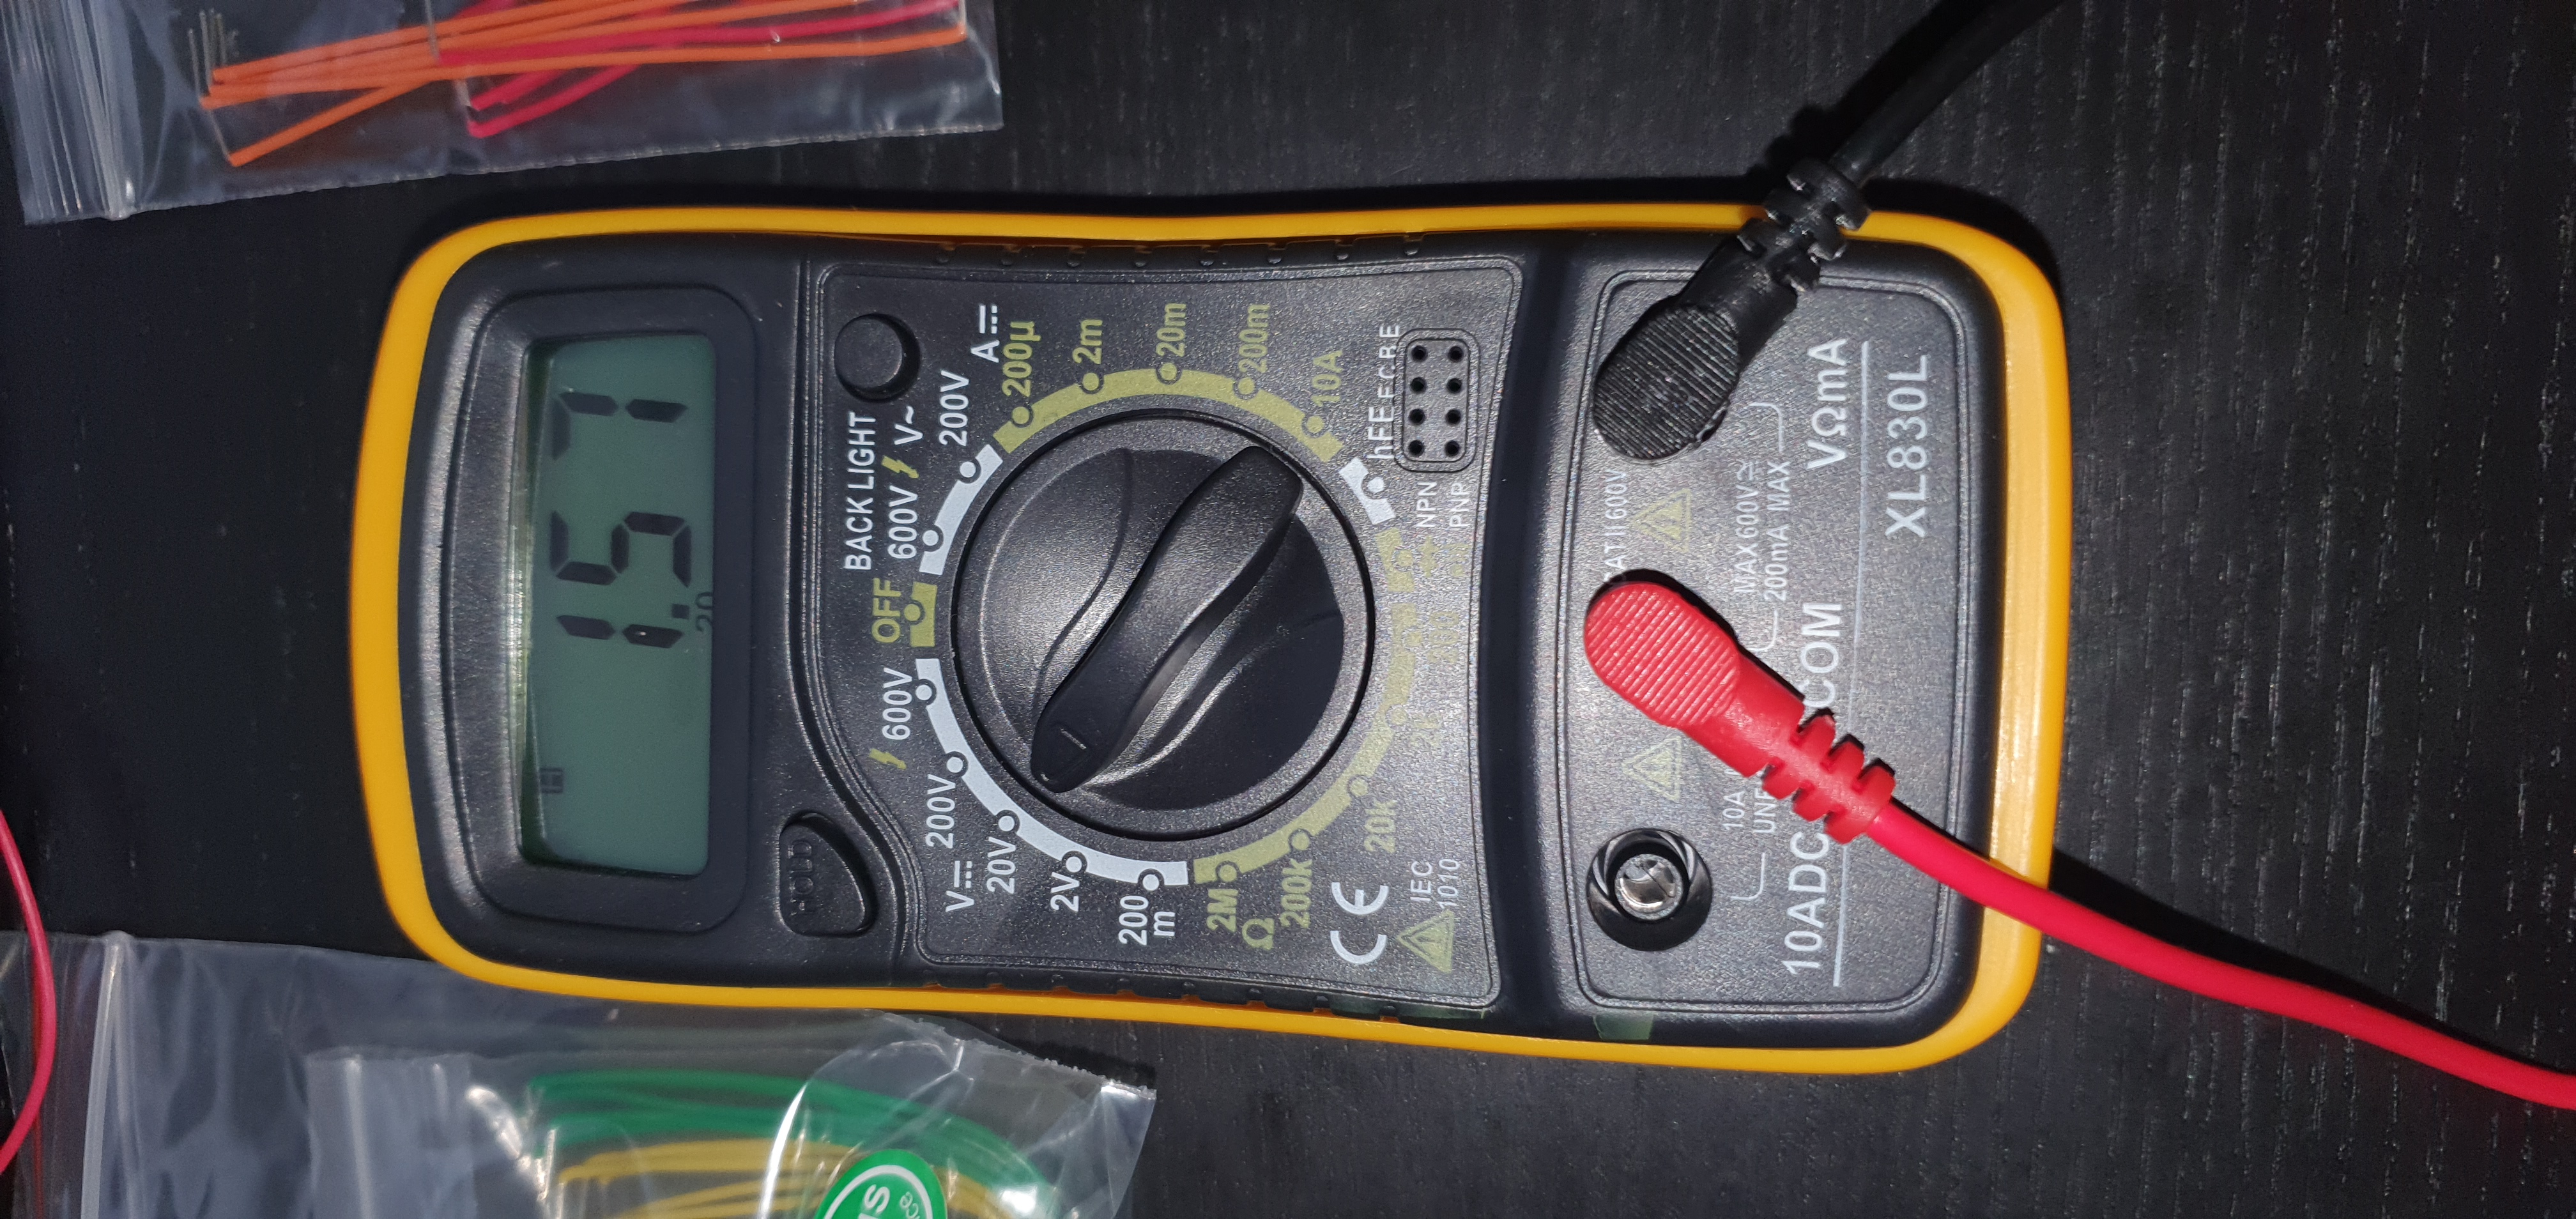 1.57
20
HOLD
BACK LIGHT
600V OFF 600V V~
V⎓ 200V 200V
A⎓
20V 200µ
2V 2m
200
m 20m
2M 200m
Ω
200k 10A
CE 20k hFE E C B E
IEC
1010
NPN
PNP
CAT II 600V
10A
MAX 600V
200mA MAX
10ADC COM VΩmA
XL830L